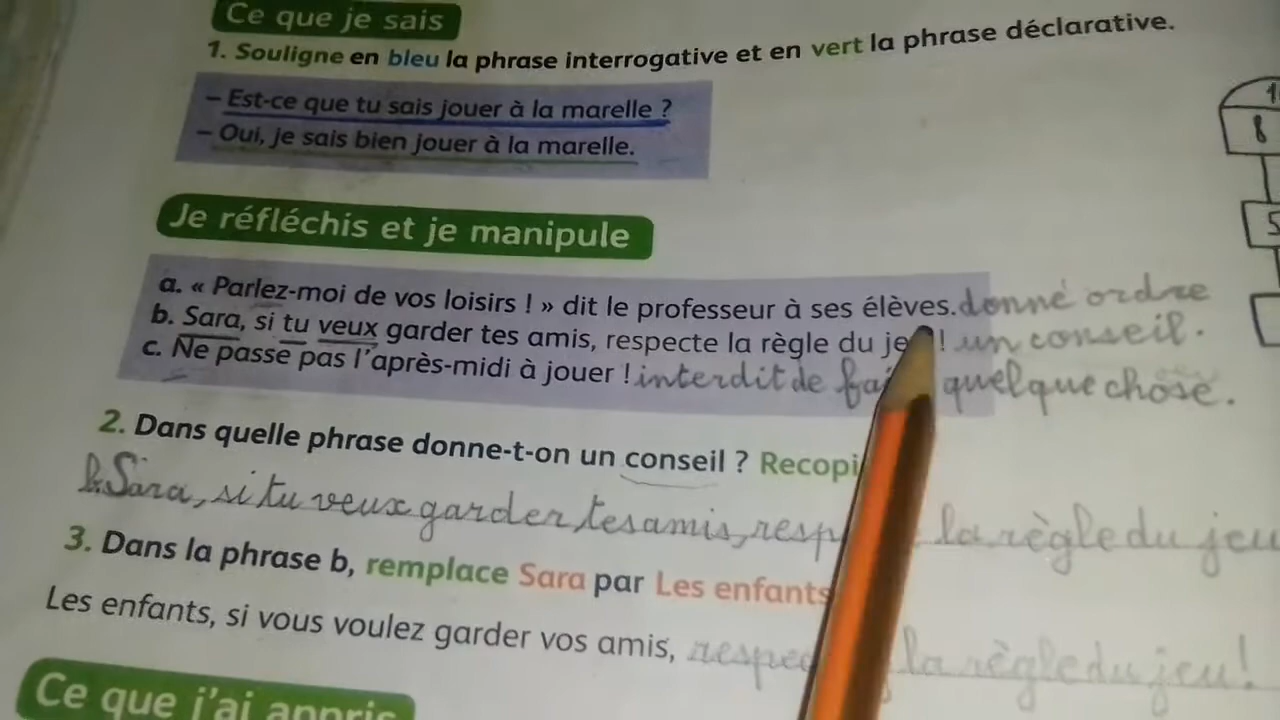 Ce que je sais
1. Souligne en bleu la phrase interrogative et en vert la phrase déclarative.
– Est-ce que tu sais jouer à la marelle ?
– Oui, je sais bien jouer à la marelle.
Je réfléchis et je manipule
a. « Parlez-moi de vos loisirs ! » dit le professeur à ses élèves. donné ordre
b. Sara, si tu veux garder tes amis, respecte la règle du je ! un conseil.
c. Ne passe pas l'après-midi à jouer ! interdit de quelque chose.
2. Dans quelle phrase donne-t-on un conseil ? Recopi
b. Sara, si tu veux garder tes amis, resp la règle du jeu
3. Dans la phrase b, remplace Sara par Les enfants
Les enfants, si vous voulez garder vos amis, respec la règle du jeu!
Ce que j'ai appris
1
8
5